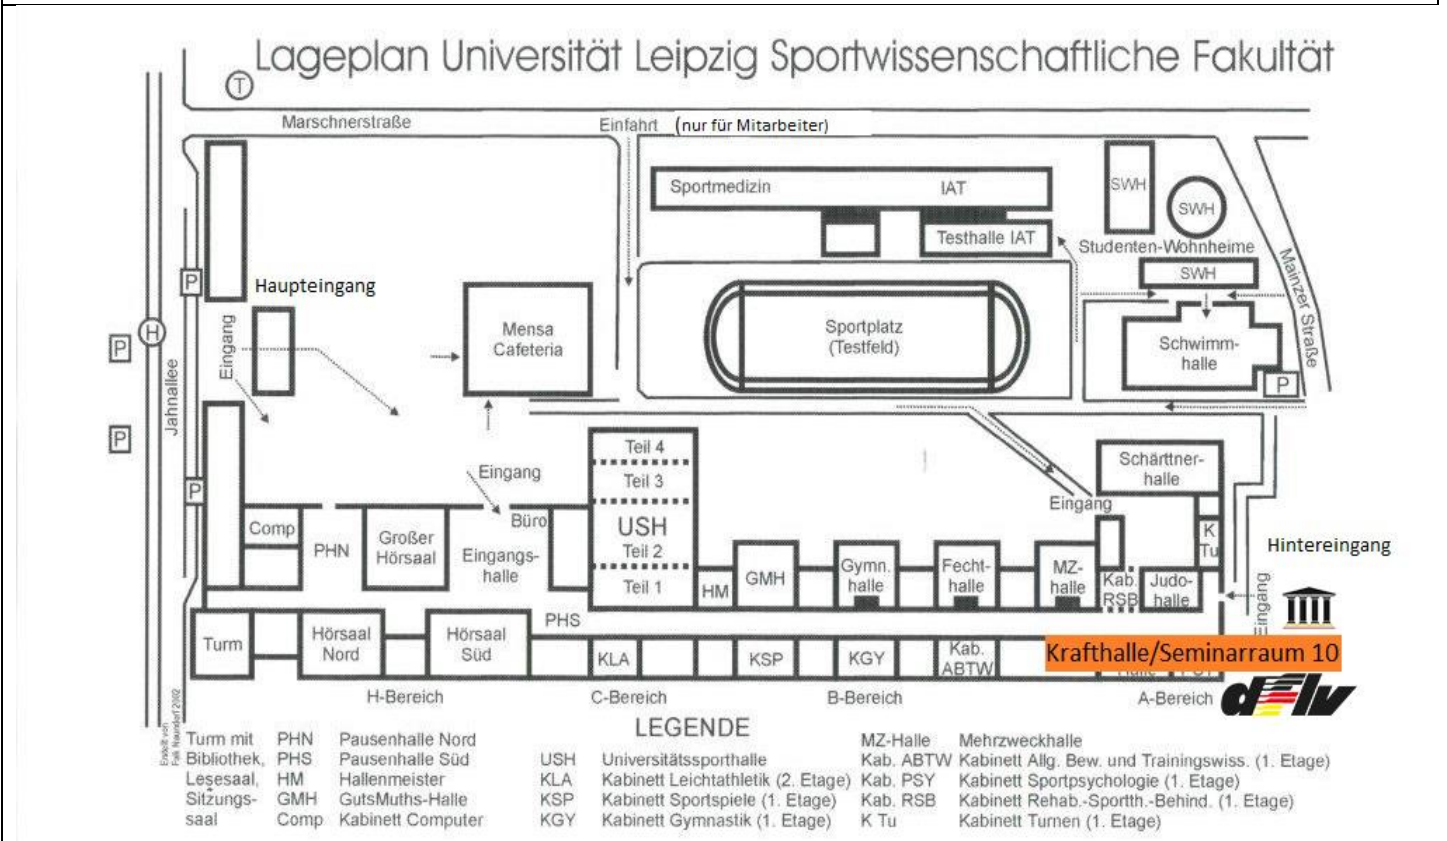 Lageplan Universität Leipzig Sportwissenschaftliche Fakultät
T
Marschnerstraße
Einfahrt (nur für Mitarbeiter)
Sportmedizin IAT
SWH
SWH
Testhalle IAT
Studenten-Wohnheime
SWH
Mainzer Straße
P
Haupteingang
Eingang
H
P
Jahnallee
P
Mensa
Cafeteria
Sportplatz
(Testfeld)
Schwimm-
halle
P
P
Teil 4
Teil 3
USH
Teil 2
Teil 1
Eingang
Büro
Comp
PHN
Großer
Hörsaal
Eingangs-
halle
Schärttner-
halle
Eingang
K
Tu
Hintereingang
HM
GMH
Gymn.
halle
Fecht-
halle
MZ-
halle
Kab.
RSB
Judo-
halle
Eingang
PHS
Turm
Hörsaal
Nord
Hörsaal
Süd
KLA
KSP
KGY
Kab.
ABTW
Krafthalle/Seminarraum 10
H-Bereich
C-Bereich
B-Bereich
A-Bereich
dflv
Erstellt von
Falk Naundorf 2002
LEGENDE
Turm mit
Bibliothek,
Lesesaal,
Sitzungs-
saal
PHN Pausenhalle Nord
PHS Pausenhalle Süd
HM Hallenmeister
GMH GutsMuths-Halle
Comp Kabinett Computer
USH Universitätssporthalle
KLA Kabinett Leichtathletik (2. Etage)
KSP Kabinett Sportspiele (1. Etage)
KGY Kabinett Gymnastik (1. Etage)
MZ-Halle Mehrzweckhalle
Kab. ABTW Kabinett Allg. Bew. und Trainingswiss. (1. Etage)
Kab. PSY Kabinett Sportpsychologie (1. Etage)
Kab. RSB Kabinett Rehab.-Sportth.-Behind. (1. Etage)
K Tu Kabinett Turnen (1. Etage)